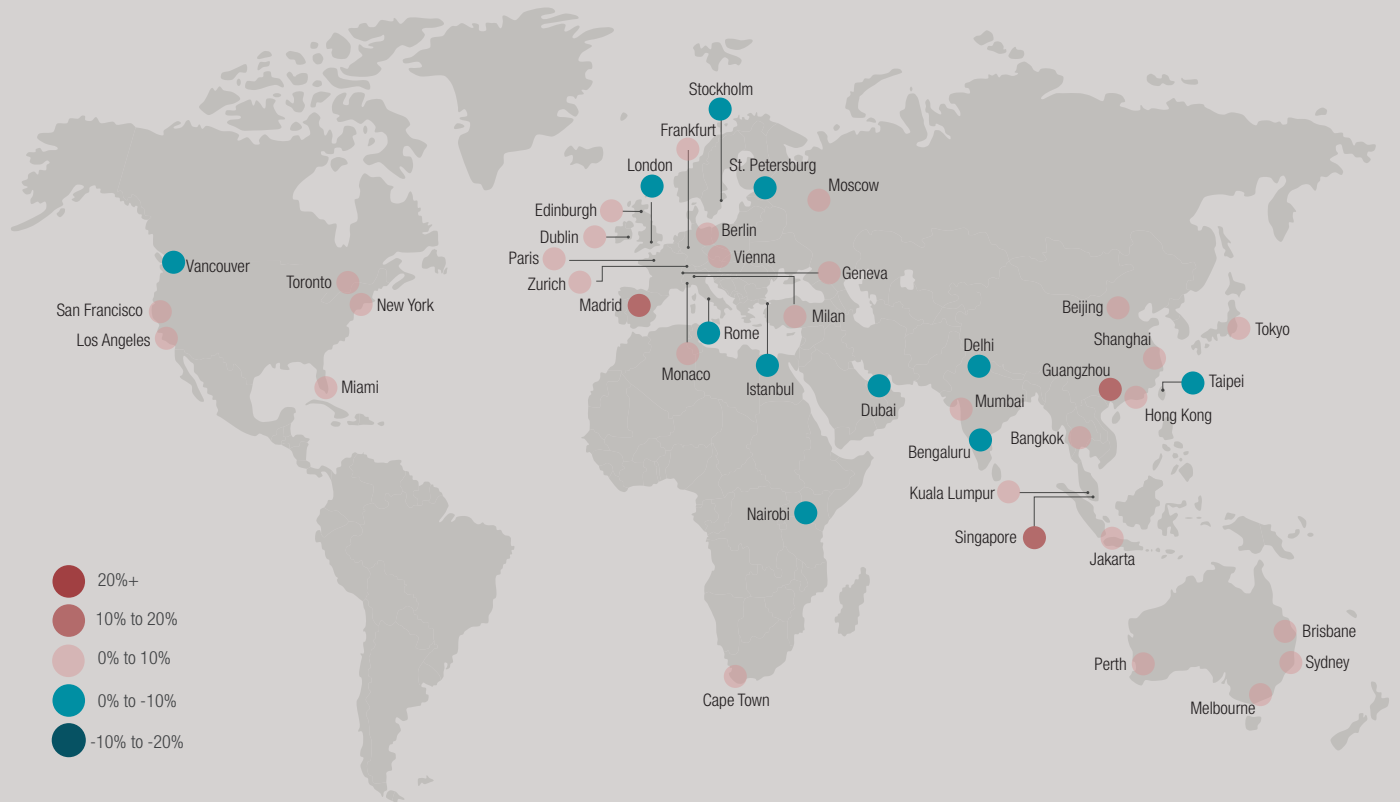 Stockholm
Frankfurt
London
St. Petersburg
Moscow
Edinburgh
Dublin
Berlin
Paris
Vienna
Vancouver
Geneva
Toronto
Zurich
San Francisco
New York
Madrid
Milan
Beijing
Los Angeles
Rome
Tokyo
Shanghai
Delhi
Monaco
Guangzhou
Miami
Istanbul
Taipei
Dubai
Mumbai
Hong Kong
Bangkok
Bengaluru
Kuala Lumpur
Nairobi
Singapore
Jakarta
20%+
10% to 20%
Brisbane
0% to 10%
Perth
Sydney
0% to -10%
Cape Town
Melbourne
-10% to -20%